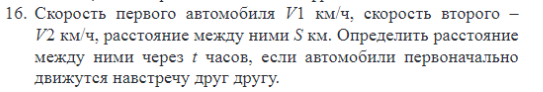 16. Скорость первого автомобиля V1 км/ч, скорость второго –
V2 км/ч, расстояние между ними S км. Определить расстояние
между ними через t часов, если автомобили первоначально
движутся навстречу друг другу.